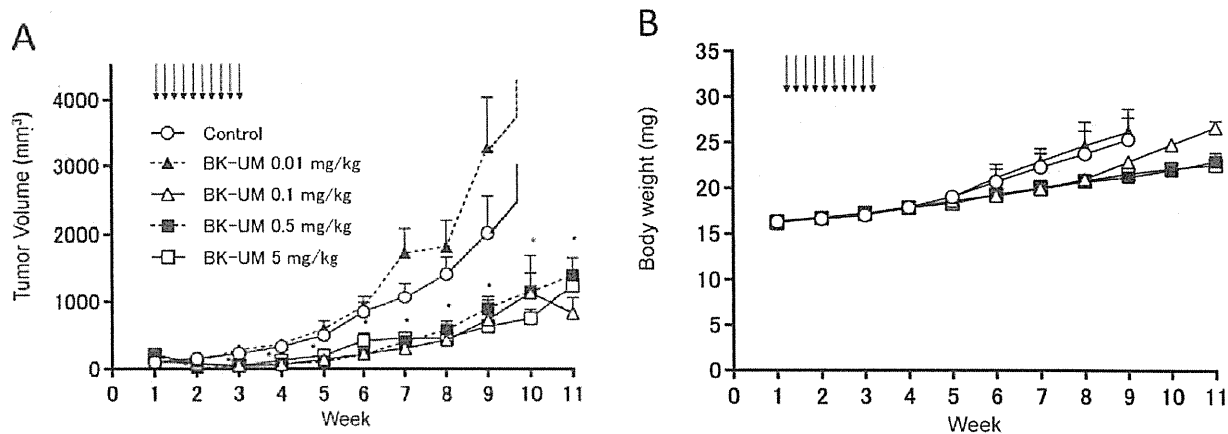 A
Tumor Volume (mm³)
4000
3000
2000
1000
0
Control
BK-UM 0.01 mg/kg
BK-UM 0.1 mg/kg
BK-UM 0.5 mg/kg
BK-UM 5 mg/kg
* * * * * * * * *
0 1 2 3 4 5 6 7 8 9 10 11
Week
B
Body weight (mg)
35
30
25
20
15
10
5
0
0 1 2 3 4 5 6 7 8 9 10 11
Week